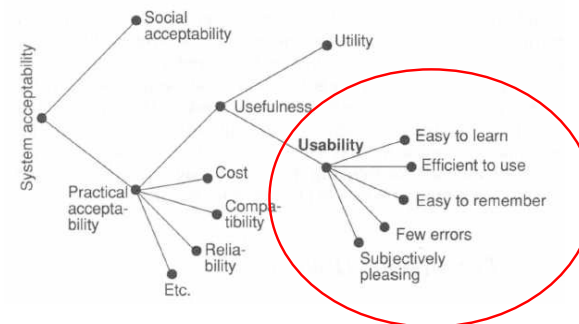 System acceptability
Social
acceptability
Utility
Usefulness
Usability
Easy to learn
Efficient to use
Easy to remember
Few errors
Subjectively
pleasing
Practical
accepta-
bility
Cost
Compa-
tibility
Relia-
bility
Etc.